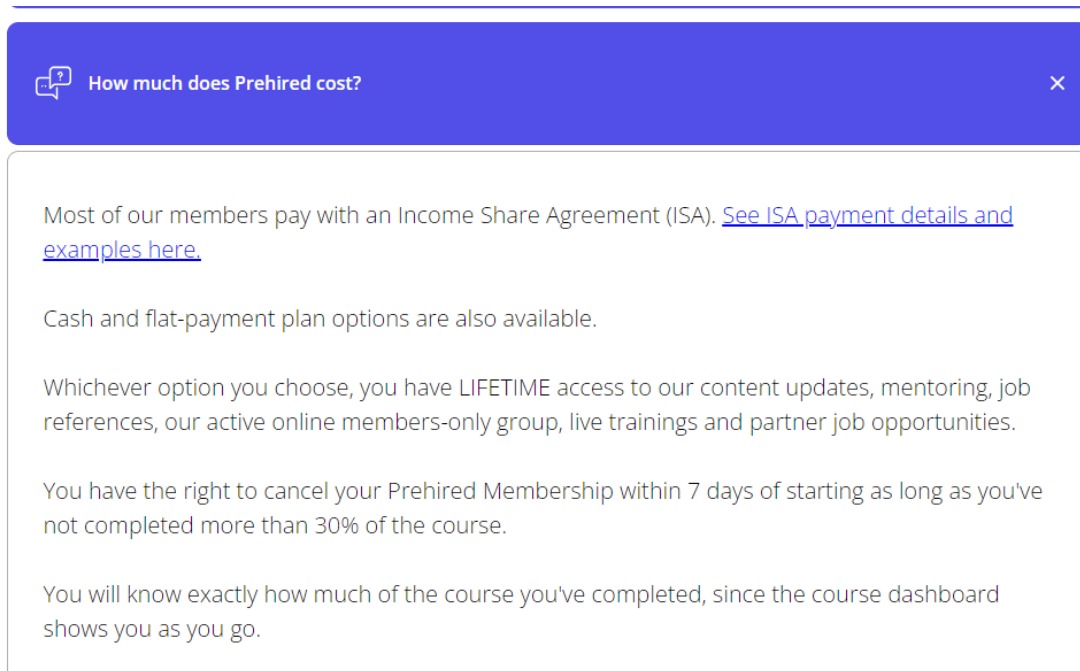 How much does Prehired cost?
Most of our members pay with an Income Share Agreement (ISA). See ISA payment details and
examples here.
Cash and flat-payment plan options are also available.
Whichever option you choose, you have LIFETIME access to our content updates, mentoring, job
references, our active online members-only group, live trainings and partner job opportunities.
You have the right to cancel your Prehired Membership within 7 days of starting as long as you've
not completed more than 30% of the course.
You will know exactly how much of the course you've completed, since the course dashboard
shows you as you go.